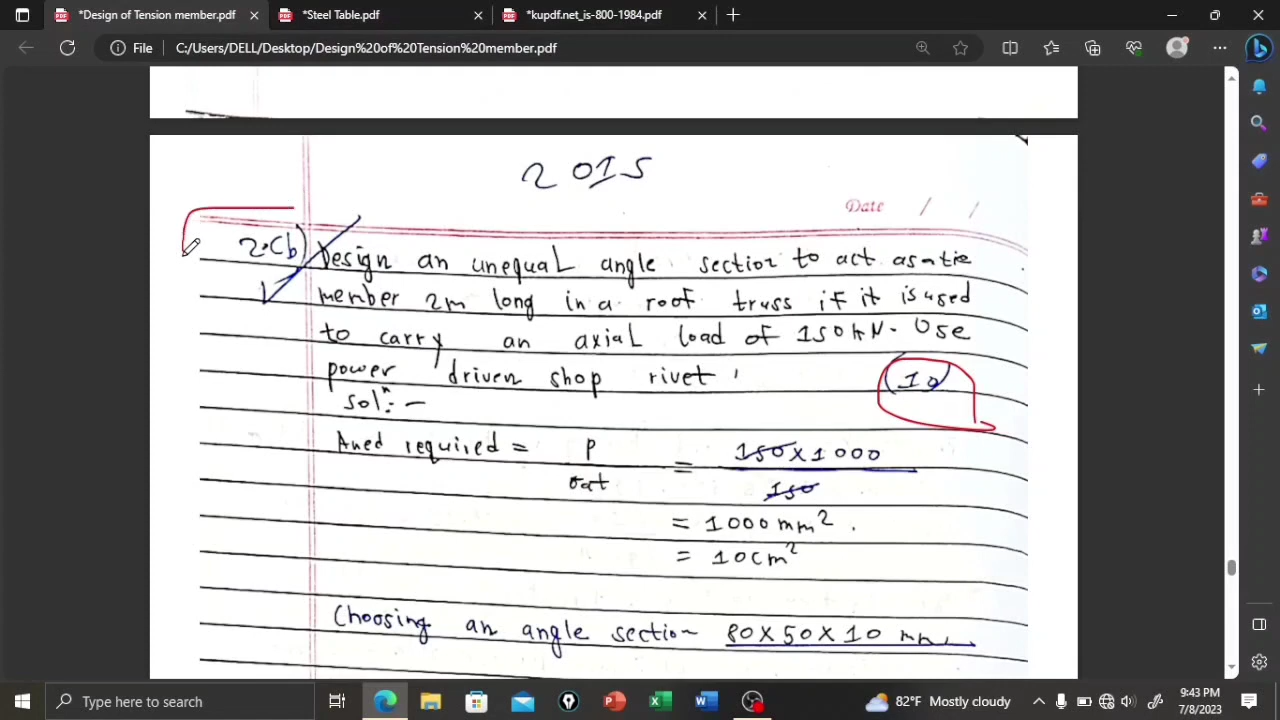 *Design of Tension member.pdf
*Steel Table.pdf
*kupdf.net_is-800-1984.pdf
File
C:/Users/DELL/Desktop/Design%20of%20Tension%20member.pdf
2015
Date / /
2.(b) Design an unequal angle section to act as a tie
member 2m long in a roof truss if it is used
to carry an axial load of 150 kN. Use
power driven shop rivet. (10)
solⁿ:-
Aned required = P / σat = 150 X 1000 / 150
= 1000 mm².
= 10 cm²
Choosing an angle section 80 X 50 X 10 mm
Type here to search
82°F Mostly cloudy
9:43 PM
7/8/2023